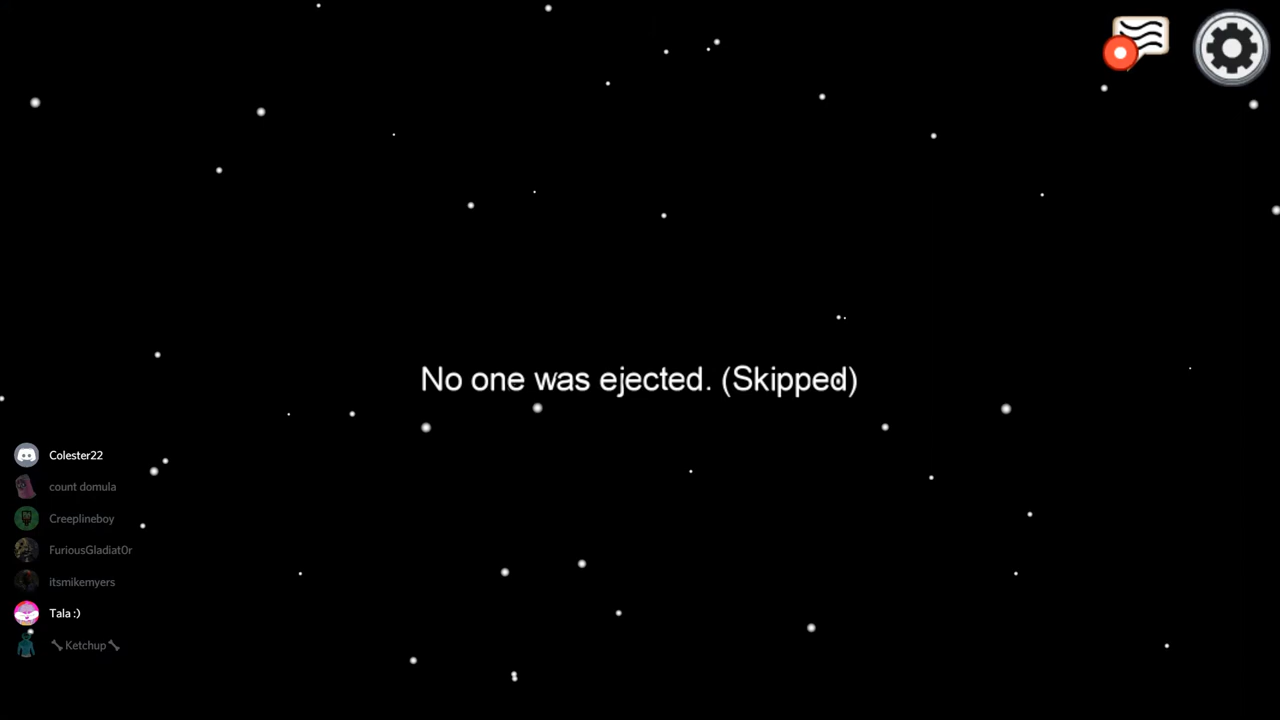 No one was ejected. (Skipped)
Colester22
count domula
Creeplineboy
FuriousGladiat0r
itsmikemyers
Tala :)
🦴Ketchup🦴